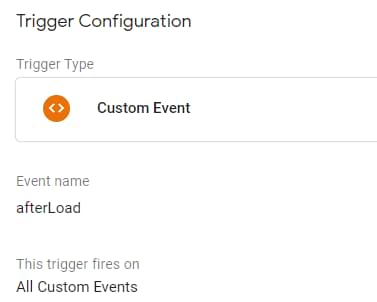 Trigger Configuration
Trigger Type
Custom Event
Event name
afterLoad
This trigger fires on
All Custom Events